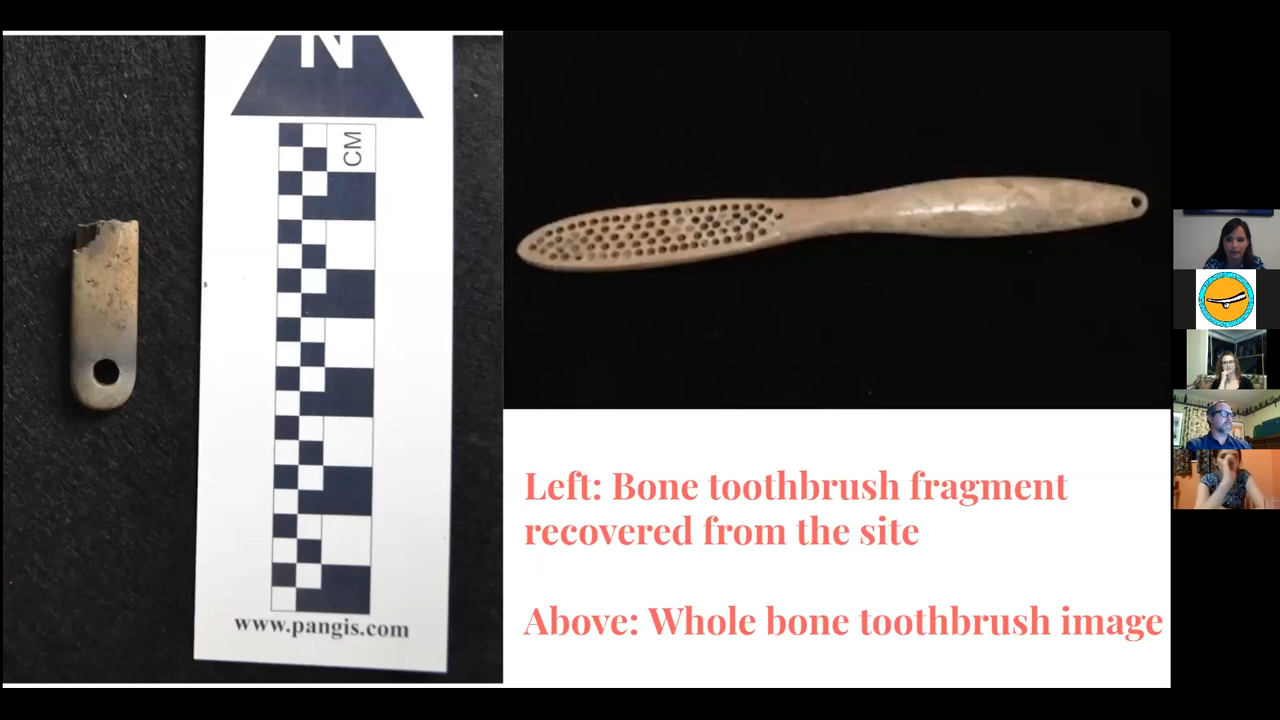 N
CM
www.pangis.com
Left: Bone toothbrush fragment
recovered from the site
Above: Whole bone toothbrush image